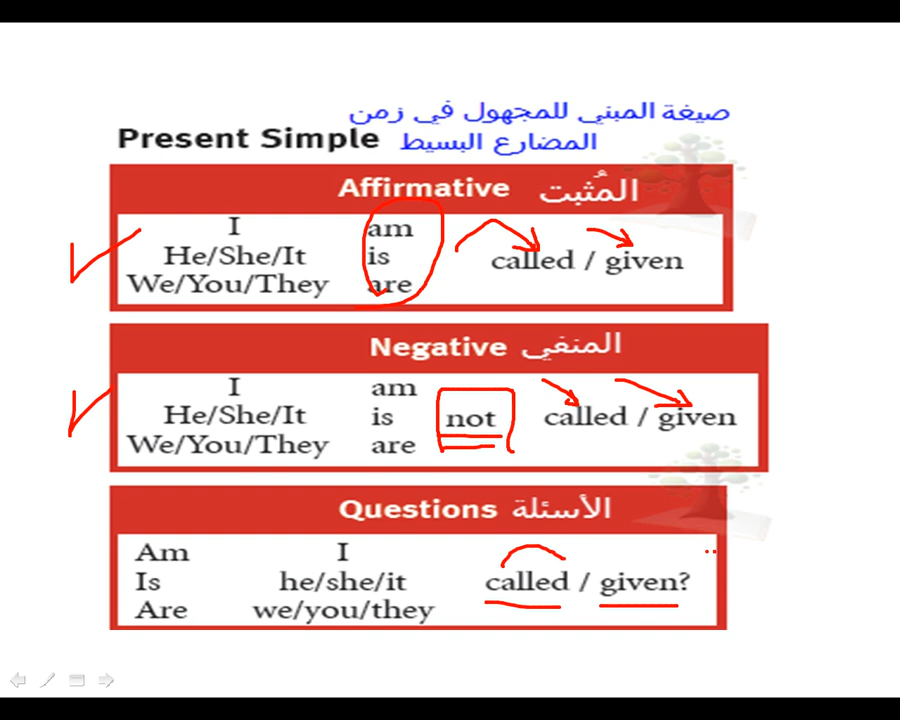 صيغة المبني للمجهول في زمن
Present Simple المضارع البسيط
Affirmative المُثبت
I am
He/She/It is called / given
We/You/They are
Negative المنفي
I am
He/She/It is not called / given
We/You/They are
Questions الأسئلة
Am I
Is he/she/it called / given?
Are we/you/they